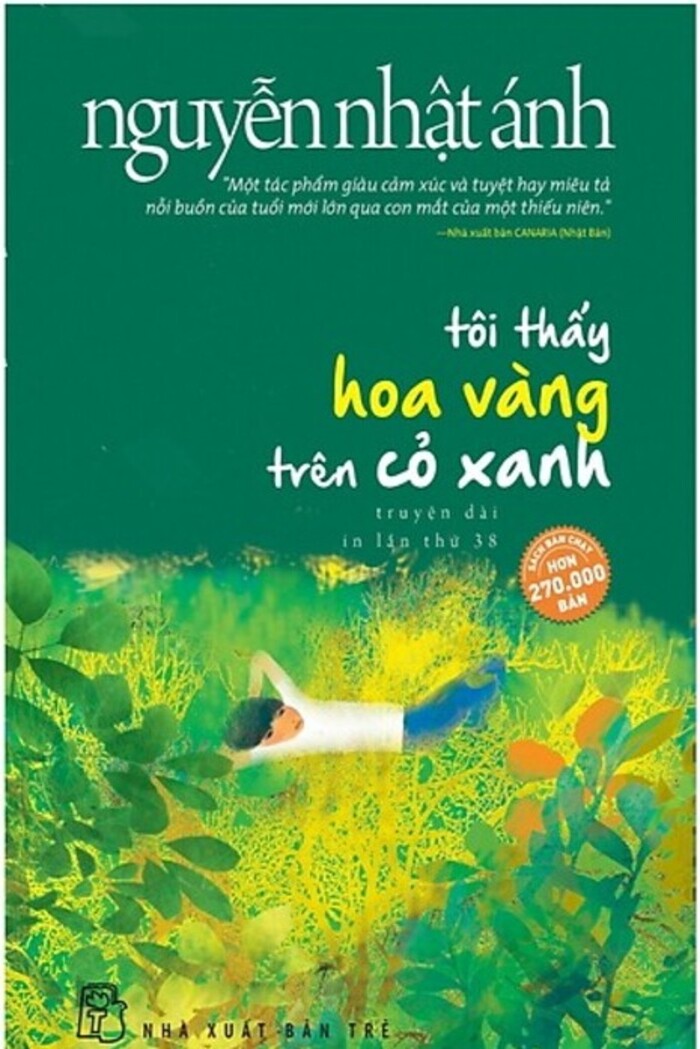 nguyễn nhật ánh
"Một tác phẩm giàu cảm xúc và tuyệt hay miêu tả
nỗi buồn của tuổi mới lớn qua con mắt của một thiếu niên."
—Nhà xuất bản CANARIA (Nhật Bản)
tôi thấy
hoa vàng
trên cỏ xanh
truyện dài
in lần thứ 38
SÁCH BÁN CHẠY
HƠN
270.000
BẢN
NHÀ XUẤT BẢN TRẺ